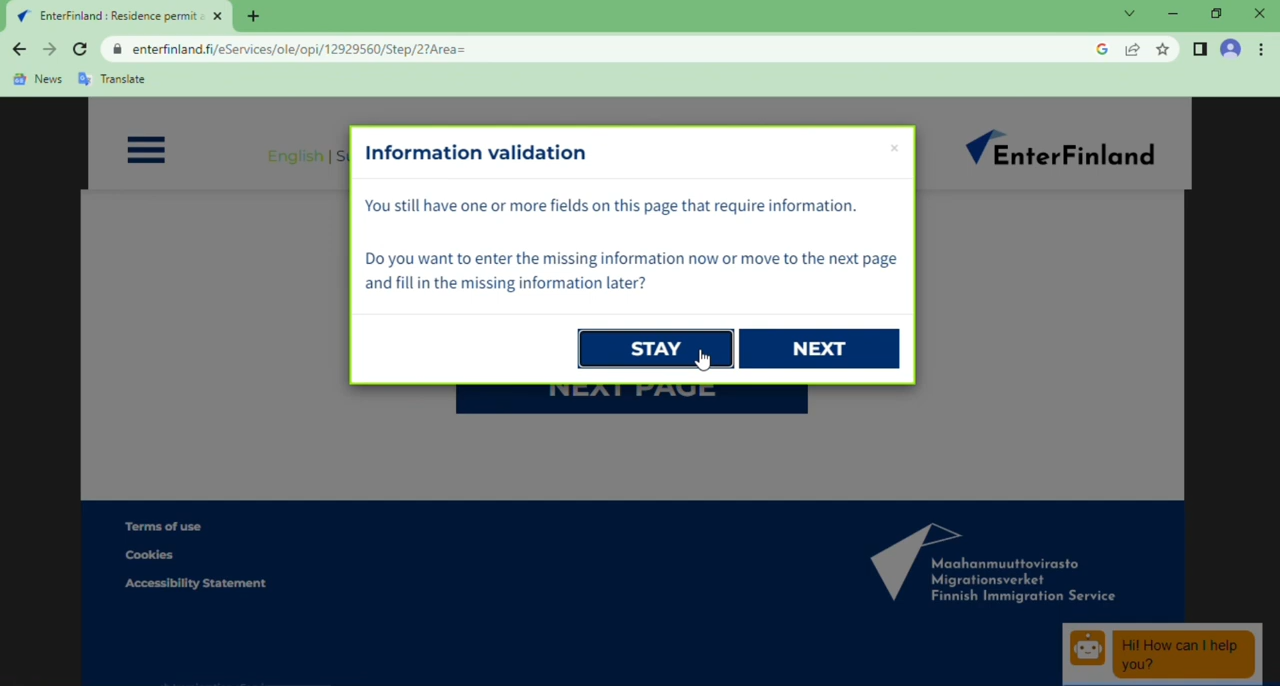 EnterFinland : Residence permit
enterfinland.fi/eServices/ole/opi/12929560/Step/2?Area=
News
Translate
English |
EnterFinland
Information validation
You still have one or more fields on this page that require information.
Do you want to enter the missing information now or move to the next page
and fill in the missing information later?
STAY
NEXT
NEXT PAGE
Terms of use
Cookies
Accessibility Statement
Maahanmuuttovirasto
Migrationsverket
Finnish Immigration Service
Hi! How can I help
you?